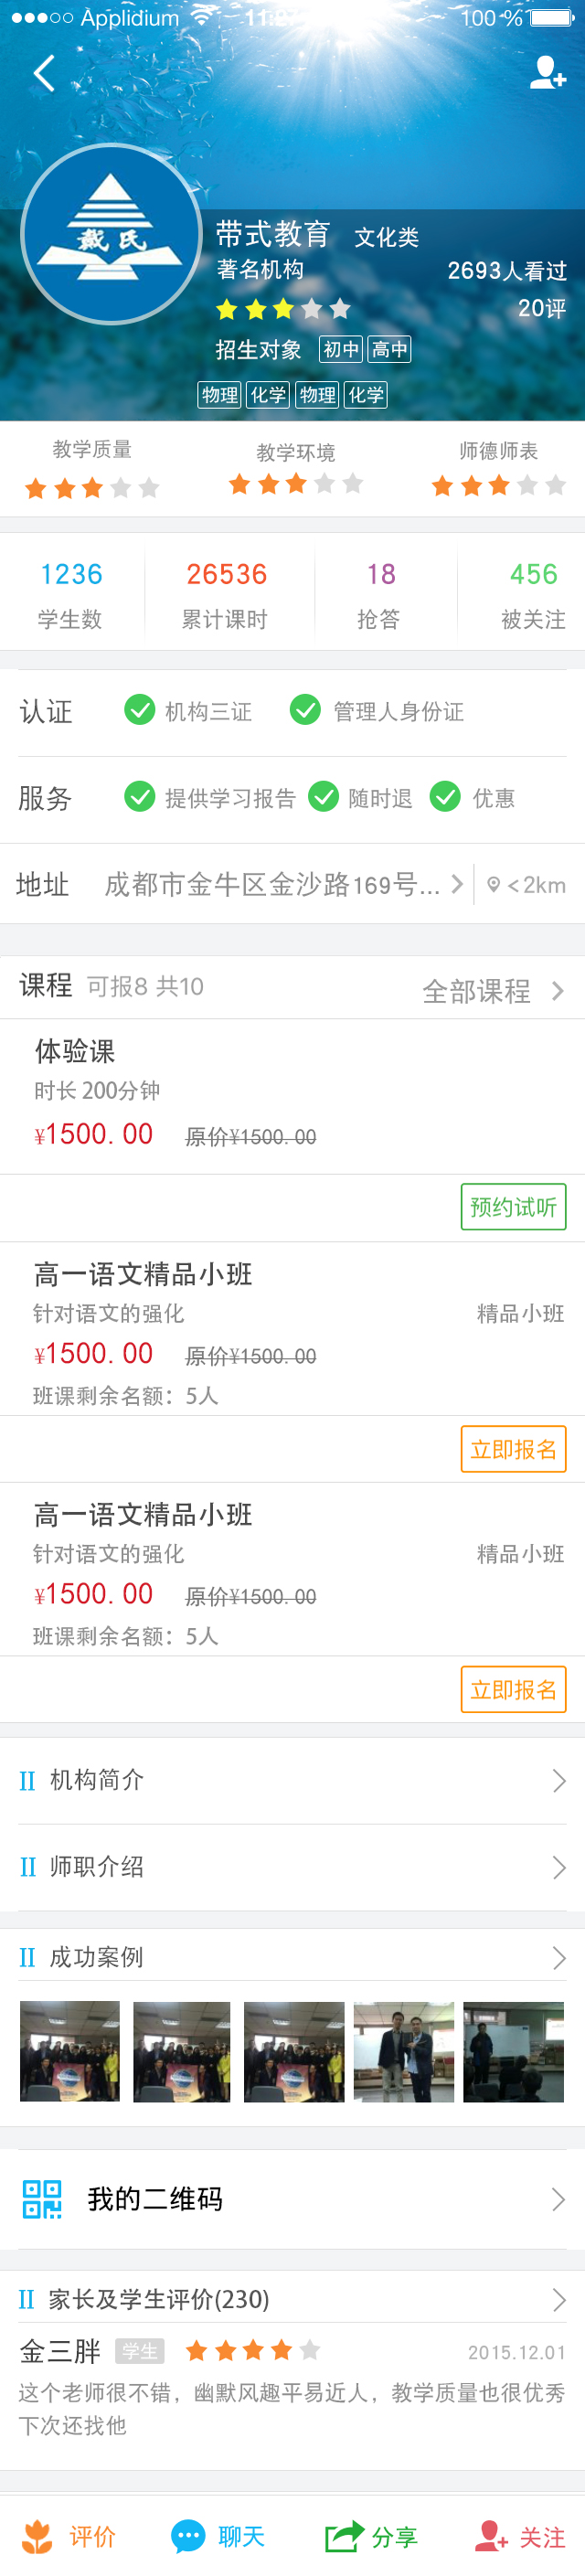 Applidium 100 %
戴氏
带式教育 文化类
著名机构 2693人看过
20评
招生对象 初中 高中
物理 化学 物理 化学
教学质量 教学环境 师德师表
1236 26536 18 456
学生数 累计课时 抢答 被关注
认证 机构三证 管理人身份证
服务 提供学习报告 随时退 优惠
地址 成都市金牛区金沙路169号... <2km
课程 可报8 共10 全部课程
体验课
时长 200分钟
¥1500.00 原价¥1500.00
预约试听
高一语文精品小班
针对语文的强化 精品小班
¥1500.00 原价¥1500.00
班课剩余名额：5人
立即报名
高一语文精品小班
针对语文的强化 精品小班
¥1500.00 原价¥1500.00
班课剩余名额：5人
立即报名
机构简介
师职介绍
成功案例
我的二维码
家长及学生评价(230)
金三胖 学生 2015.12.01
这个老师很不错，幽默风趣平易近人，教学质量也很优秀
下次还找他
评价 聊天 分享 关注